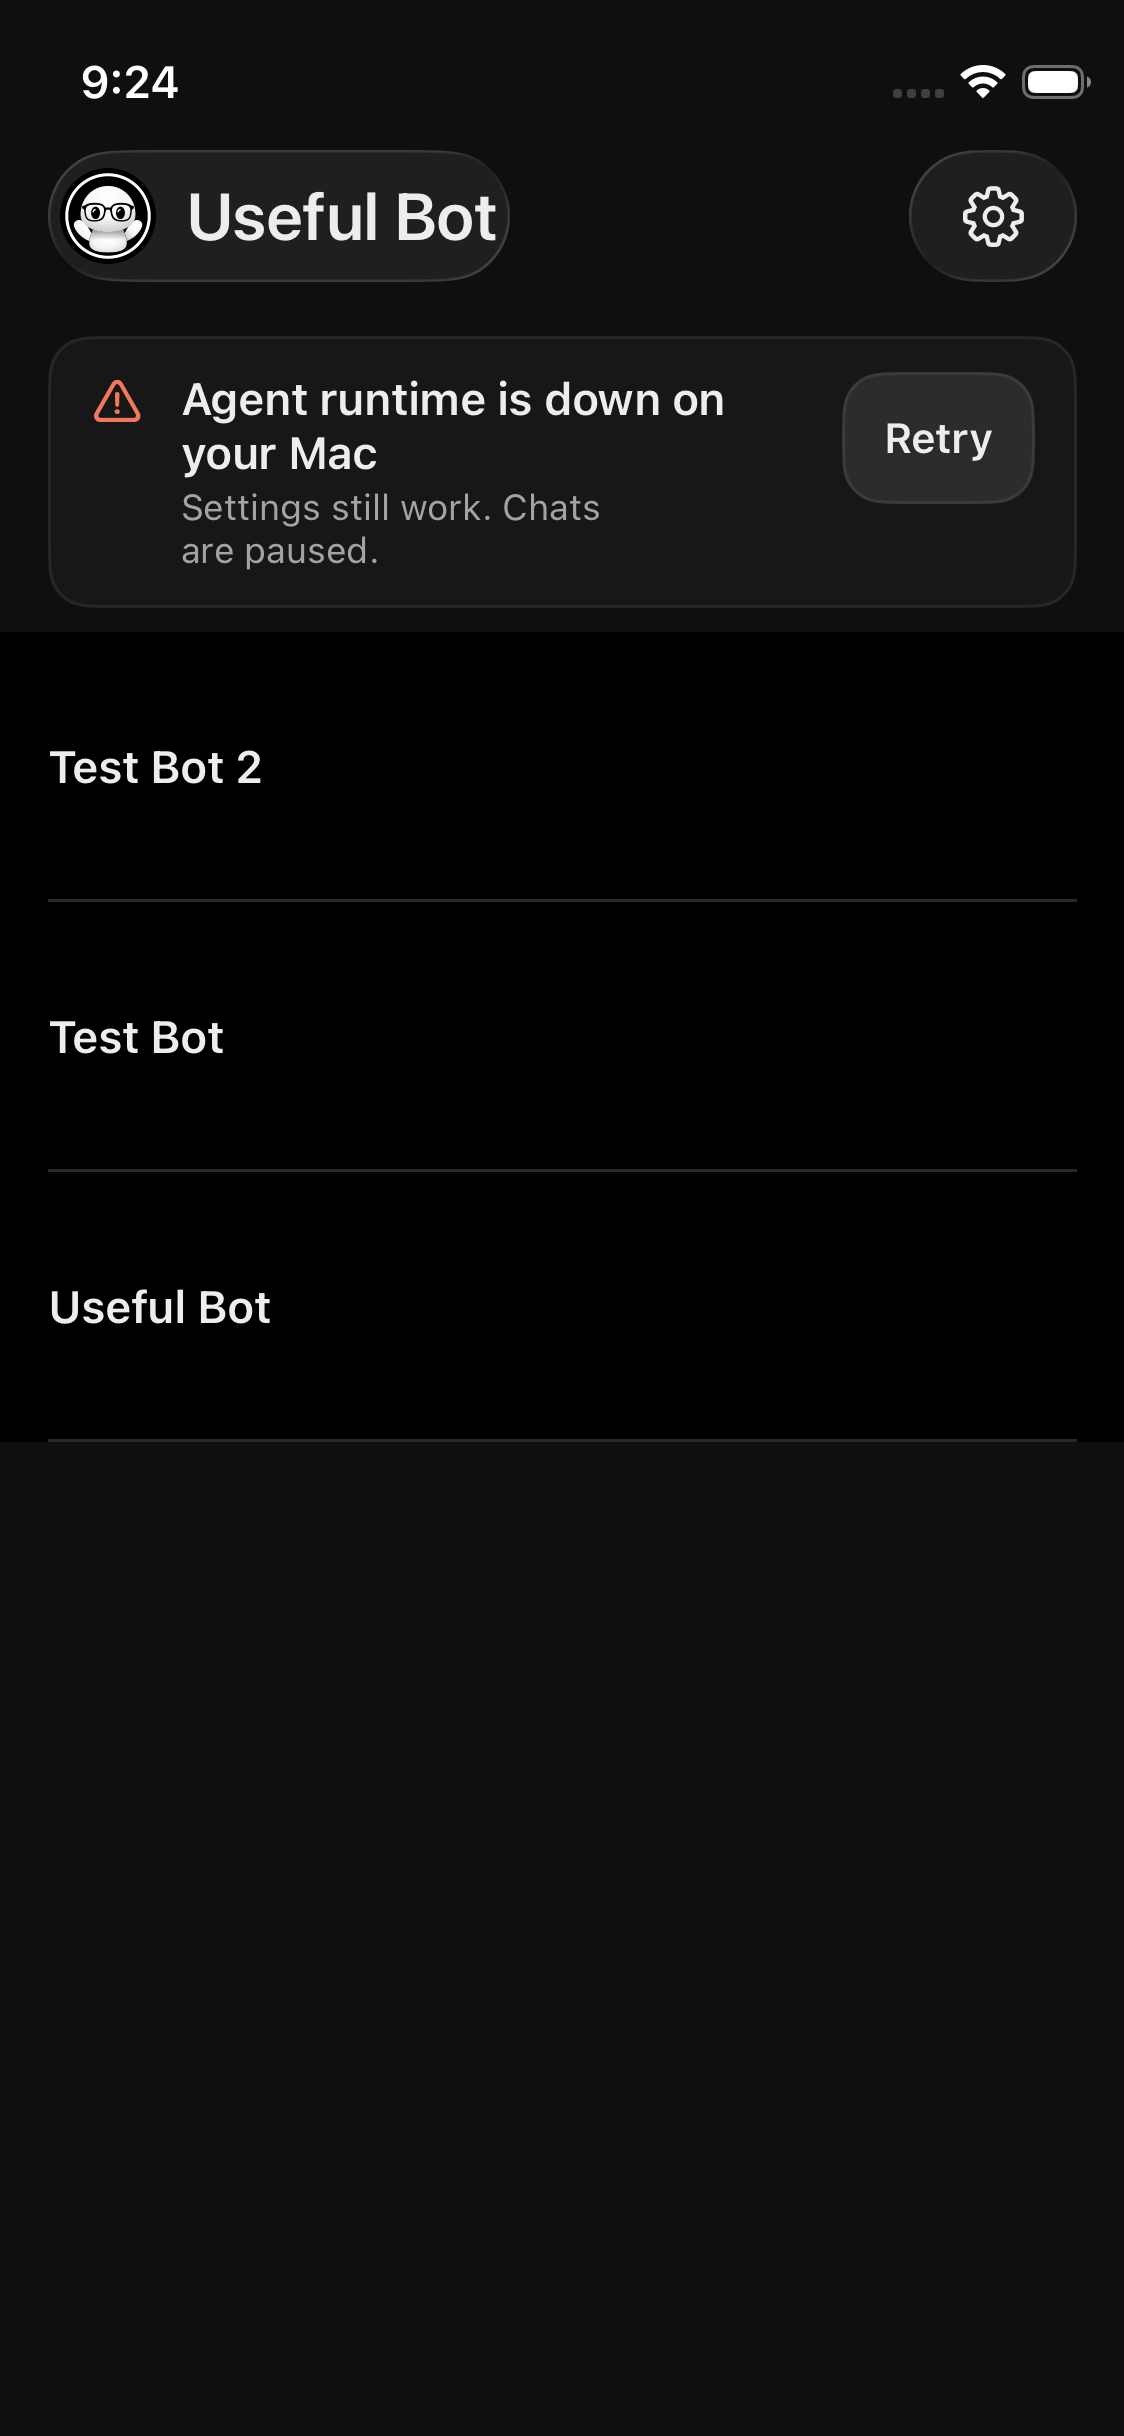 9:24
Useful Bot
Agent runtime is down on
your Mac
Settings still work. Chats
are paused.
Retry
Test Bot 2
Test Bot
Useful Bot